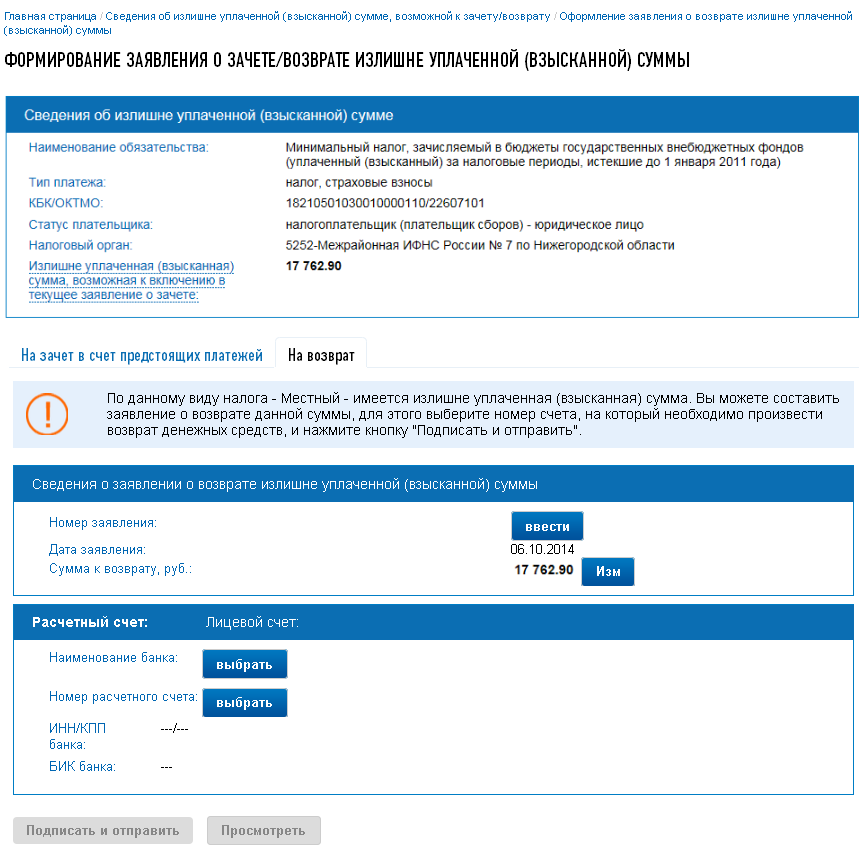 Главная страница / Сведения об излишне уплаченной (взысканной) сумме, возможной к зачету/возврату / Оформление заявления о возврате излишне уплаченной
(взысканной) суммы
ФОРМИРОВАНИЕ ЗАЯВЛЕНИЯ О ЗАЧЕТЕ/ВОЗВРАТЕ ИЗЛИШНЕ УПЛАЧЕННОЙ (ВЗЫСКАННОЙ) СУММЫ
Сведения об излишне уплаченной (взысканной) сумме
Наименование обязательства: Минимальный налог, зачисляемый в бюджеты государственных внебюджетных фондов
(уплаченный (взысканный) за налоговые периоды, истекшие до 1 января 2011 года)
Тип платежа: налог, страховые взносы
КБК/ОКТМО: 18210501030010000110/22607101
Статус плательщика: налогоплательщик (плательщик сборов) - юридическое лицо
Налоговый орган: 5252-Межрайонная ИФНС России № 7 по Нижегородской области
Излишне уплаченная (взысканная) 17 762.90
сумма, возможная к включению в
текущее заявление о зачете:
На зачет в счет предстоящих платежей На возврат
По данному виду налога - Местный - имеется излишне уплаченная (взысканная) сумма. Вы можете составить
заявление о возврате данной суммы, для этого выберите номер счета, на который необходимо произвести
возврат денежных средств, и нажмите кнопку "Подписать и отправить".
Сведения о заявлении о возврате излишне уплаченной (взысканной) суммы
Номер заявления: ввести
Дата заявления: 06.10.2014
Сумма к возврату, руб.: 17 762.90 Изм
Расчетный счет: Лицевой счет:
Наименование банка: выбрать
Номер расчетного счета: выбрать
ИНН/КПП ---/---
банка:
БИК банка: ---
Подписать и отправить Просмотреть